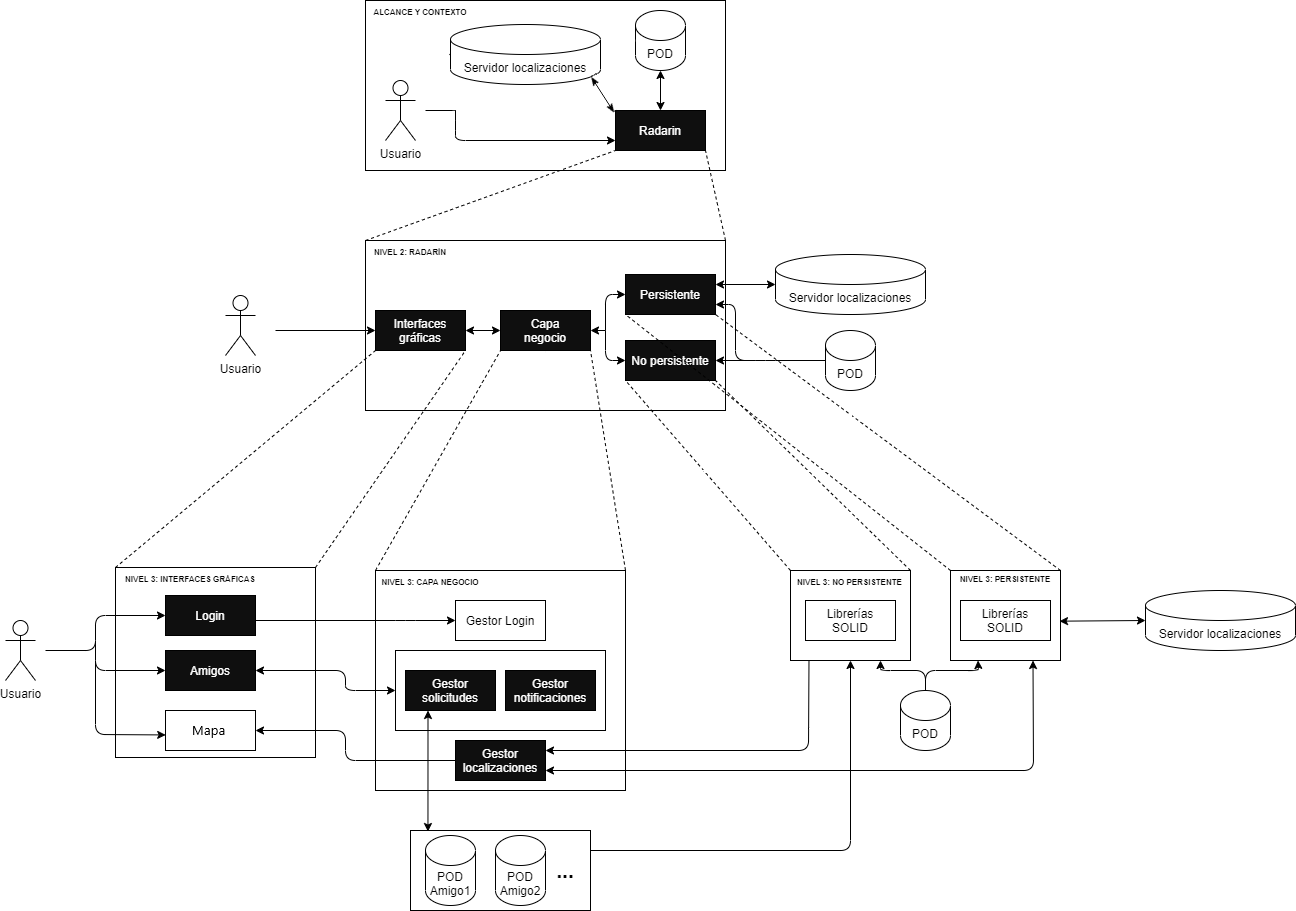 ALCANCE Y CONTEXTO
Servidor localizaciones
POD
Usuario
Radarin
NIVEL 2: RADARÍN
Usuario
Interfaces
gráficas
Capa
negocio
Persistente
No persistente
Servidor localizaciones
POD
NIVEL 3: INTERFACES GRÁFICAS
Usuario
Login
Amigos
Mapa
NIVEL 3: CAPA NEGOCIO
Gestor Login
Gestor
solicitudes
Gestor
notificaciones
Gestor
localizaciones
NIVEL 3: NO PERSISTENTE
Librerías
SOLID
NIVEL 3: PERSISTENTE
Librerías
SOLID
Servidor localizaciones
POD
POD
Amigo1
POD
Amigo2
...